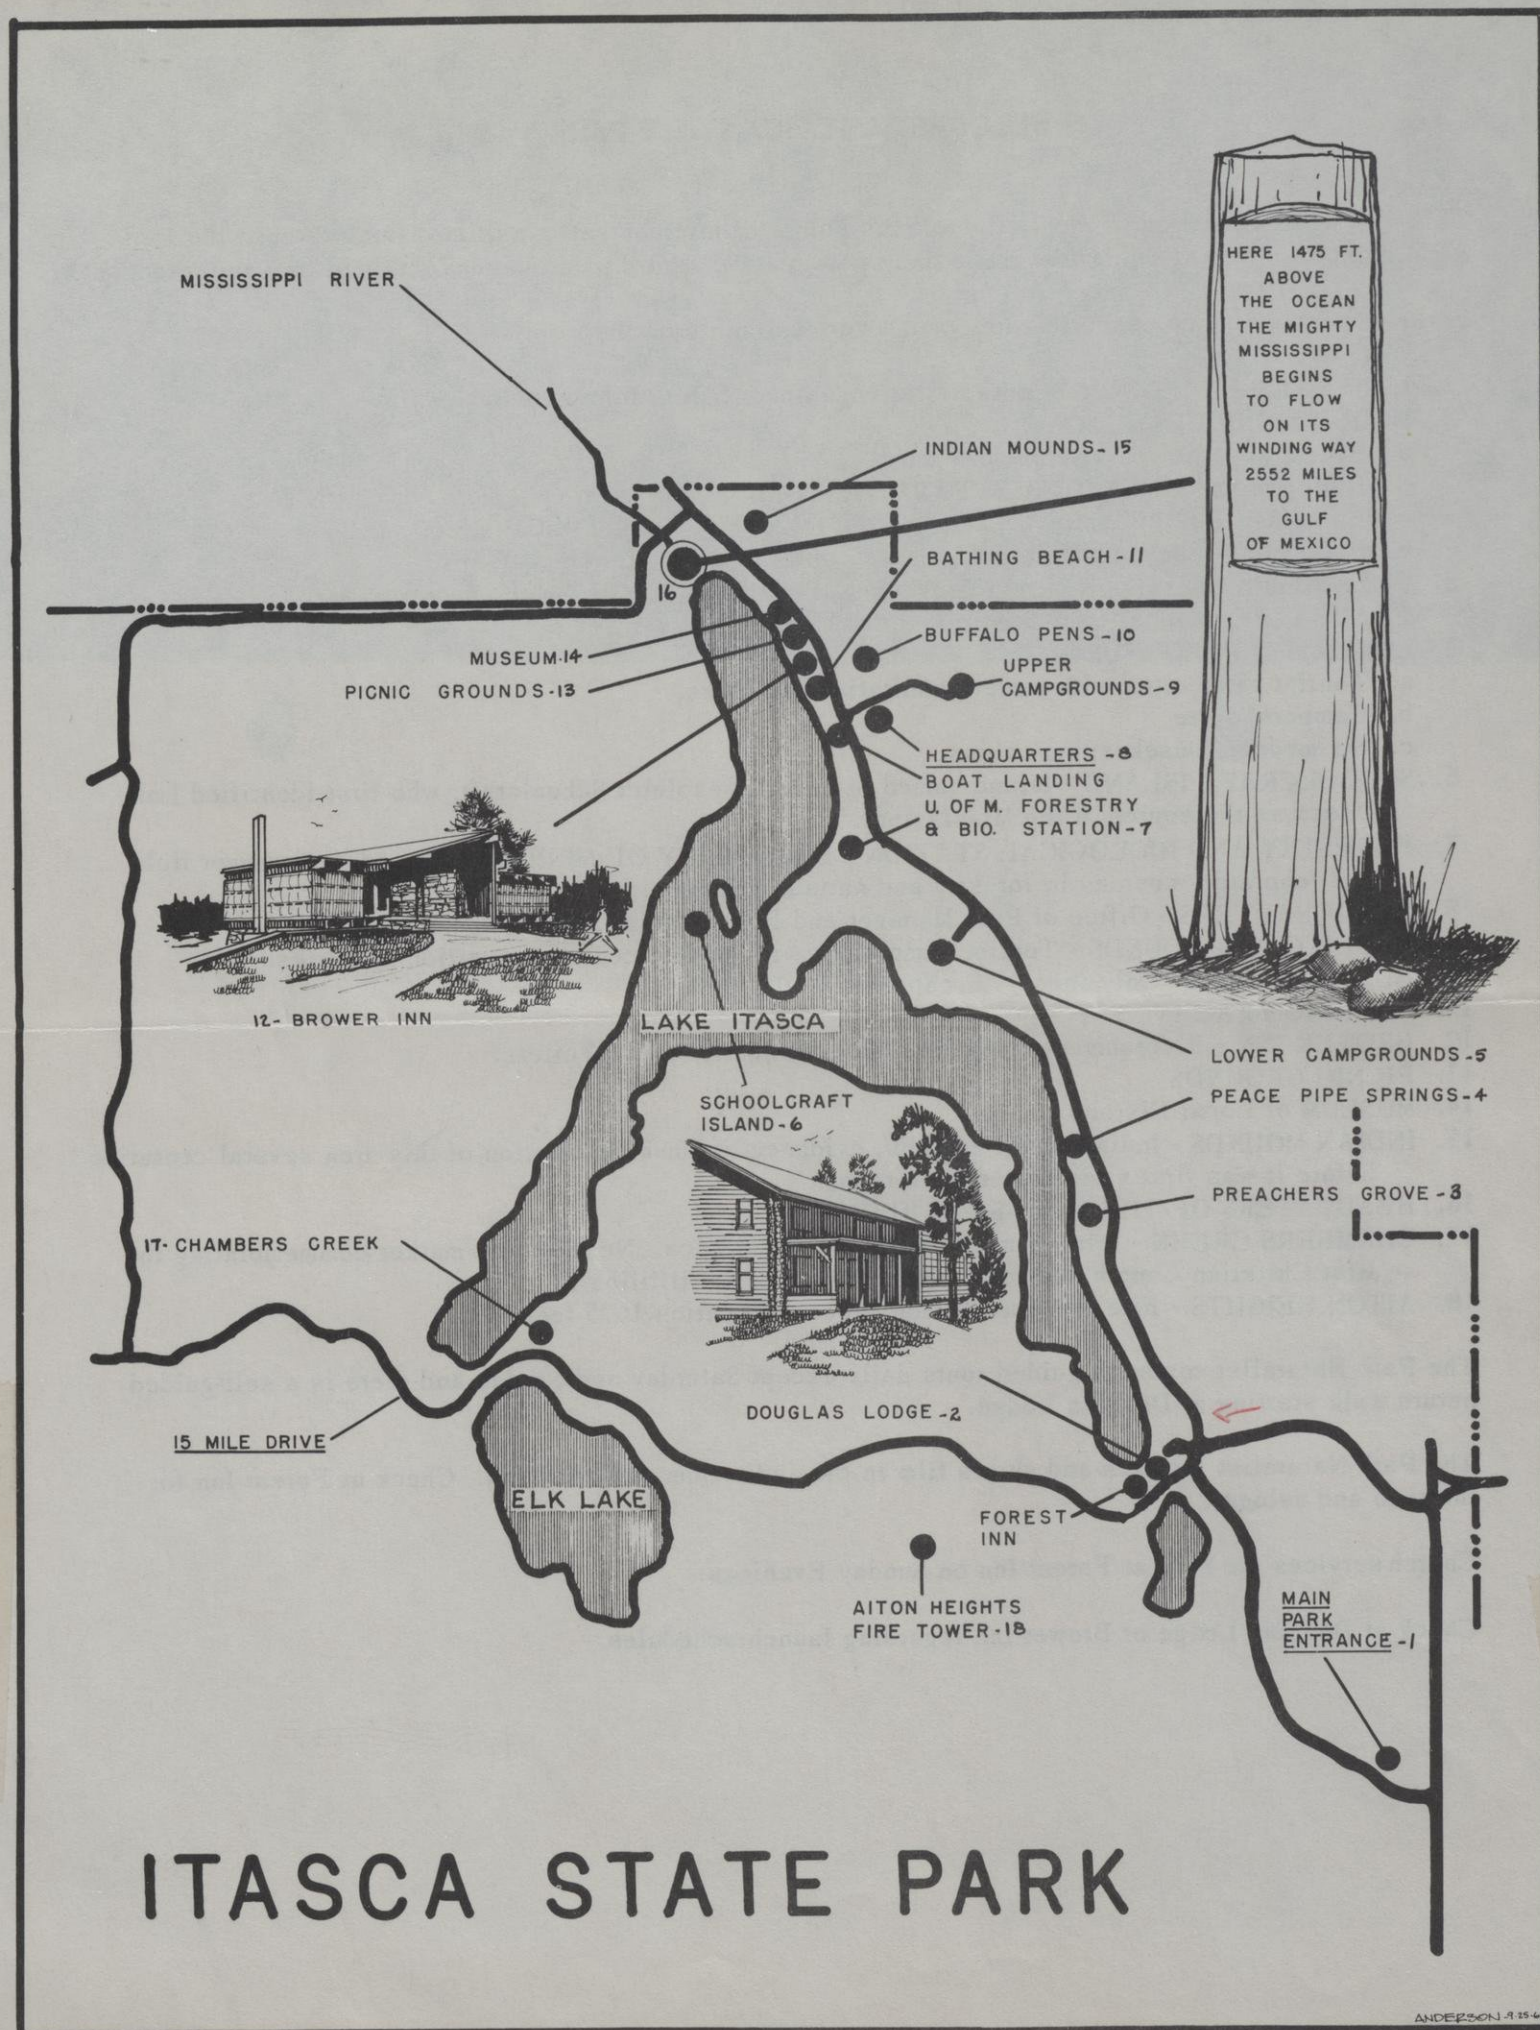 MISSISSIPPI RIVER
HERE 1475 FT.
ABOVE
THE OCEAN
THE MIGHTY
MISSISSIPPI
BEGINS
TO FLOW
ON ITS
WINDING WAY
2552 MILES
TO THE
GULF
OF MEXICO
INDIAN MOUNDS-15
BATHING BEACH-11
16
BUFFALO PENS-10
MUSEUM-14
UPPER
CAMPGROUNDS-9
PICNIC GROUNDS-13
HEADQUARTERS -8
BOAT LANDING
U. OF M. FORESTRY
& BIO. STATION-7
12- BROWER INN
LAKE ITASCA
LOWER CAMPGROUNDS-5
SCHOOLCRAFT
ISLAND-6
PEACE PIPE SPRINGS-4
PREACHERS GROVE-3
17- CHAMBERS CREEK
DOUGLAS LODGE-2
15 MILE DRIVE
ELK LAKE
FOREST
INN
AITON HEIGHTS
FIRE TOWER-18
MAIN
PARK
ENTRANCE-1
ITASCA STATE PARK
ANDERSON